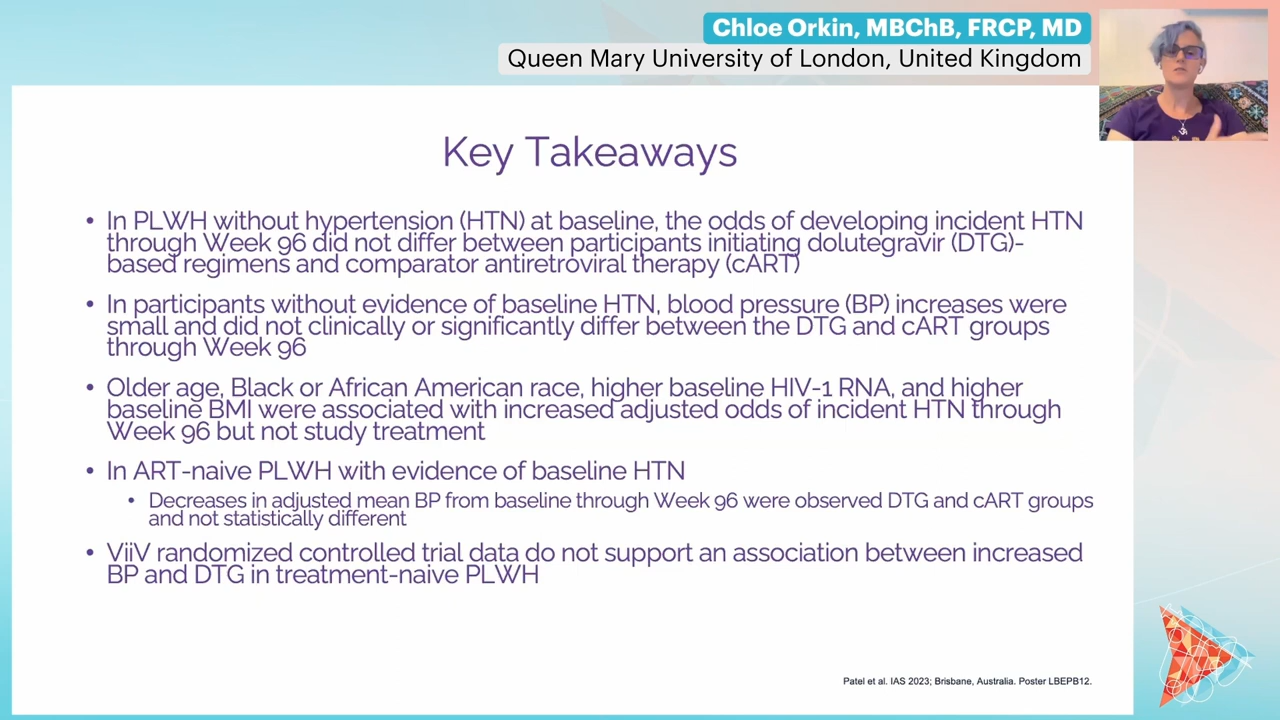 Chloe Orkin, MBChB, FRCP, MD
Queen Mary University of London, United Kingdom
Key Takeaways
• In PLWH without hypertension (HTN) at baseline, the odds of developing incident HTN
through Week 96 did not differ between participants initiating dolutegravir (DTG)-
based regimens and comparator antiretroviral therapy (cART)
• In participants without evidence of baseline HTN, blood pressure (BP) increases were
small and did not clinically or significantly differ between the DTG and cART groups
through Week 96
• Older age, Black or African American race, higher baseline HIV-1 RNA, and higher
baseline BMI were associated with increased adjusted odds of incident HTN through
Week 96 but not study treatment
• In ART-naive PLWH with evidence of baseline HTN
• Decreases in adjusted mean BP from baseline through Week 96 were observed DTG and cART groups
and not statistically different
• ViiV randomized controlled trial data do not support an association between increased
BP and DTG in treatment-naive PLWH
Patel et al. IAS 2023; Brisbane, Australia. Poster LBEPB12.